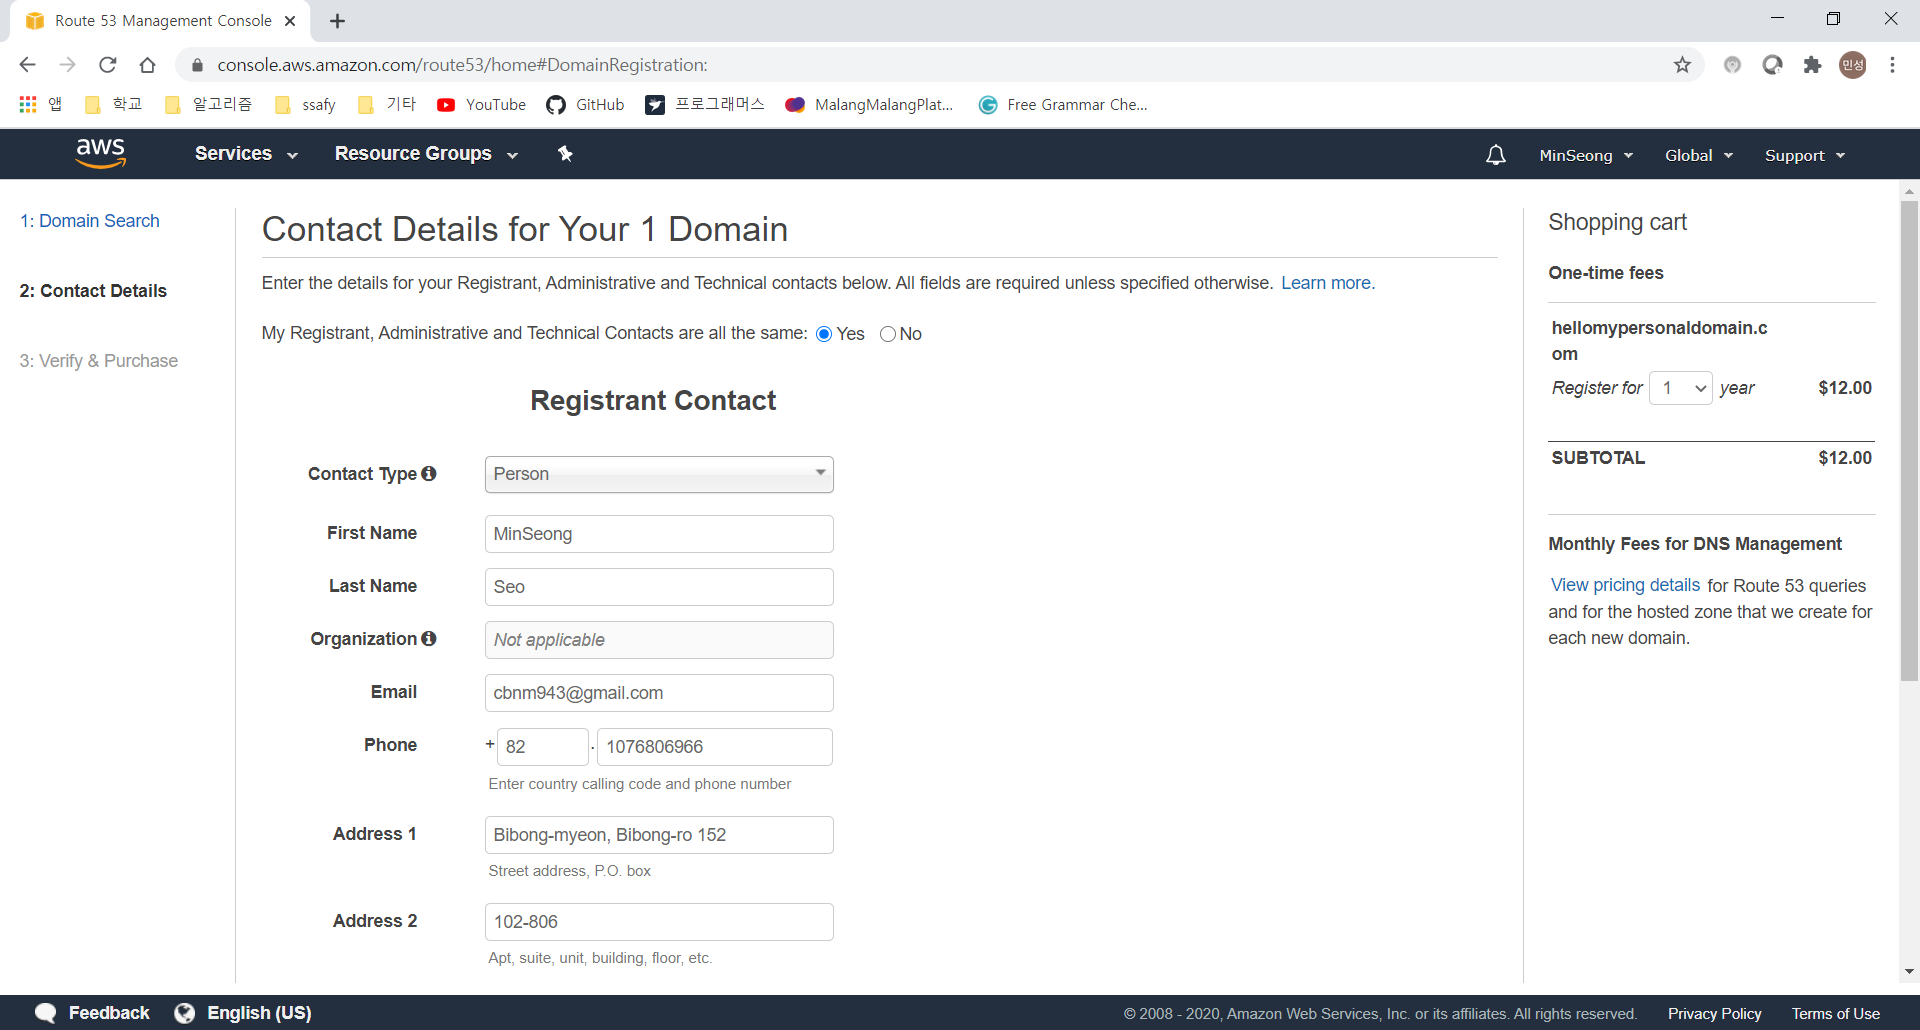 Route 53 Management Console
console.aws.amazon.com/route53/home#DomainRegistration:
민성
앱 학교 알고리즘 ssafy 기타 YouTube GitHub 프로그래머스 MalangMalangPlat... Free Grammar Che...
aws Services Resource Groups MinSeong Global Support
1: Domain Search
2: Contact Details
3: Verify & Purchase
Contact Details for Your 1 Domain
Enter the details for your Registrant, Administrative and Technical contacts below. All fields are required unless specified otherwise. Learn more.
My Registrant, Administrative and Technical Contacts are all the same: Yes No
Registrant Contact
Contact Type Person
First Name MinSeong
Last Name Seo
Organization Not applicable
Email cbnm943@gmail.com
Phone + 82 . 1076806966
Enter country calling code and phone number
Address 1 Bibong-myeon, Bibong-ro 152
Street address, P.O. box
Address 2 102-806
Apt, suite, unit, building, floor, etc.
Shopping cart
One-time fees
hellomypersonaldomain.c
om
Register for 1 year $12.00
SUBTOTAL $12.00
Monthly Fees for DNS Management
View pricing details for Route 53 queries
and for the hosted zone that we create for
each new domain.
Feedback English (US) © 2008 - 2020, Amazon Web Services, Inc. or its affiliates. All rights reserved. Privacy Policy Terms of Use